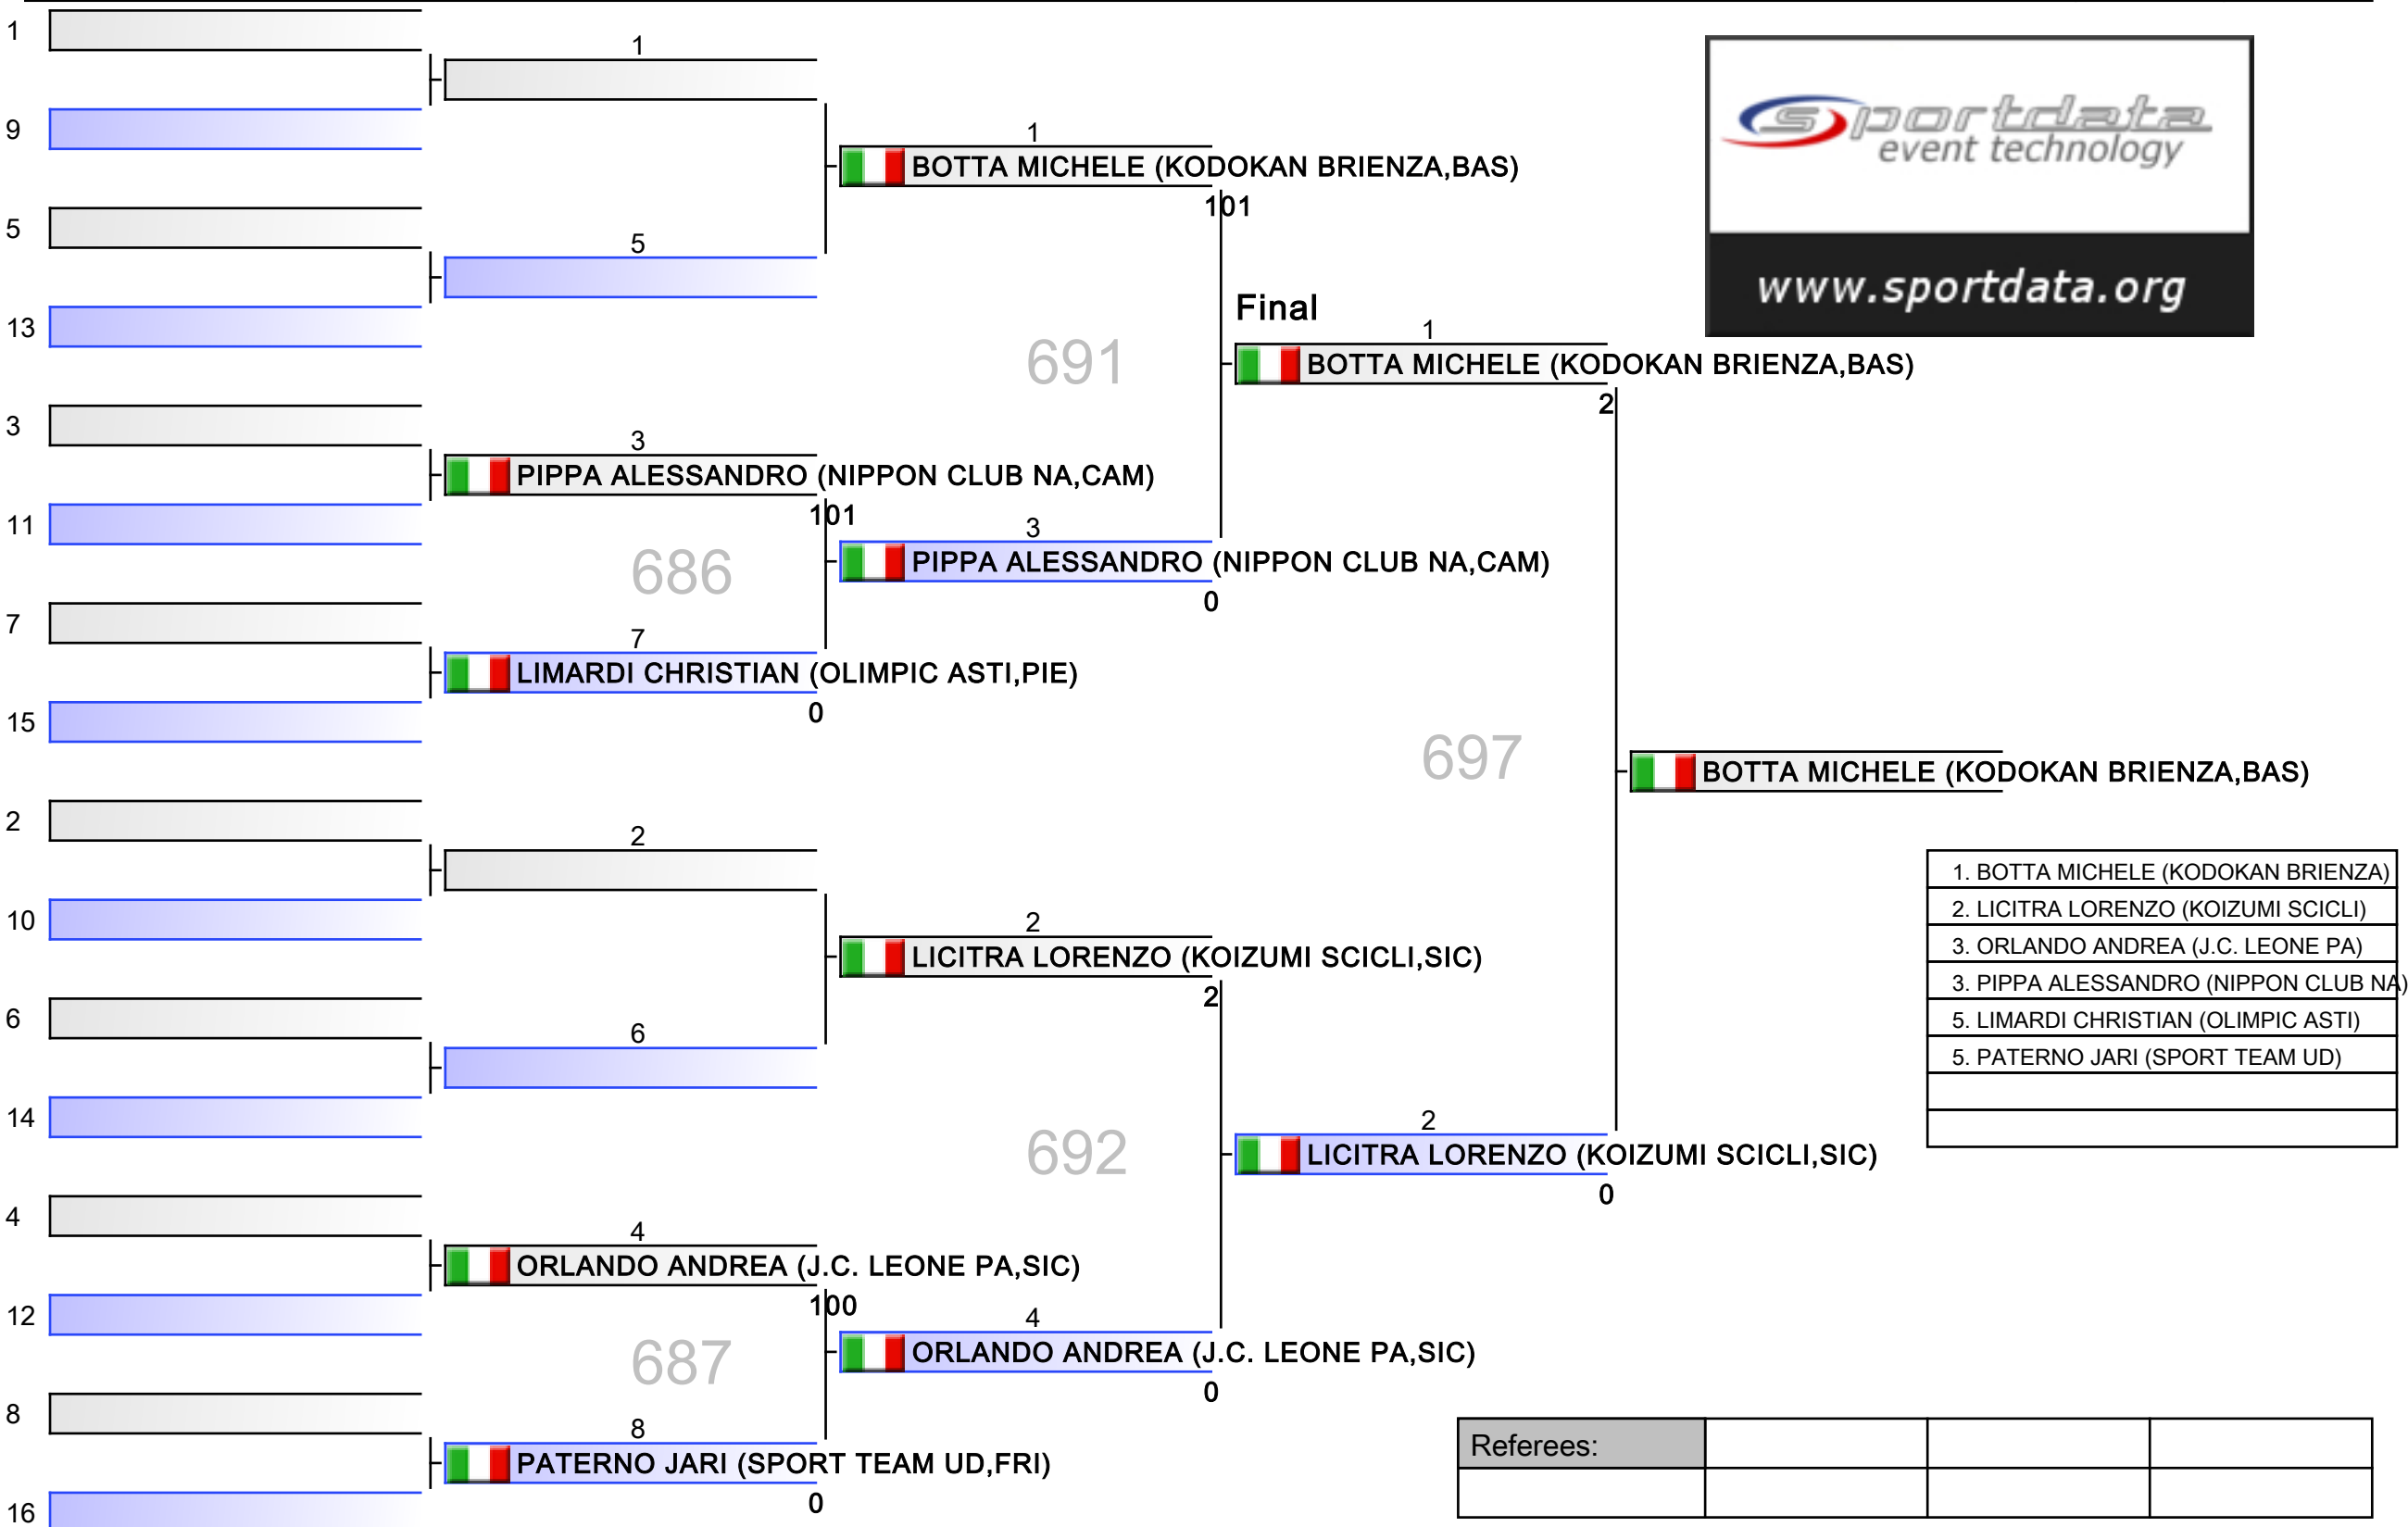 1
9
5
13
3
11
7
15
2
10
6
14
4
12
8
16
1
5
3
PIPPA ALESSANDRO (NIPPON CLUB NA,CAM)
101
686
7
LIMARDI CHRISTIAN (OLIMPIC ASTI,PIE)
0
2
6
4
ORLANDO ANDREA (J.C. LEONE PA,SIC)
100
687
8
PATERNO JARI (SPORT TEAM UD,FRI)
0
1
BOTTA MICHELE (KODOKAN BRIENZA,BAS)
101
691
3
PIPPA ALESSANDRO (NIPPON CLUB NA,CAM)
0
2
LICITRA LORENZO (KOIZUMI SCICLI,SIC)
2
692
4
ORLANDO ANDREA (J.C. LEONE PA,SIC)
0
Final
1
BOTTA MICHELE (KODOKAN BRIENZA,BAS)
2
697
2
LICITRA LORENZO (KOIZUMI SCICLI,SIC)
0
BOTTA MICHELE (KODOKAN BRIENZA,BAS)
sportdata
event technology
www.sportdata.org
1. BOTTA MICHELE (KODOKAN BRIENZA)
2. LICITRA LORENZO (KOIZUMI SCICLI)
3. ORLANDO ANDREA (J.C. LEONE PA)
3. PIPPA ALESSANDRO (NIPPON CLUB NA)
5. LIMARDI CHRISTIAN (OLIMPIC ASTI)
5. PATERNO JARI (SPORT TEAM UD)
Referees: